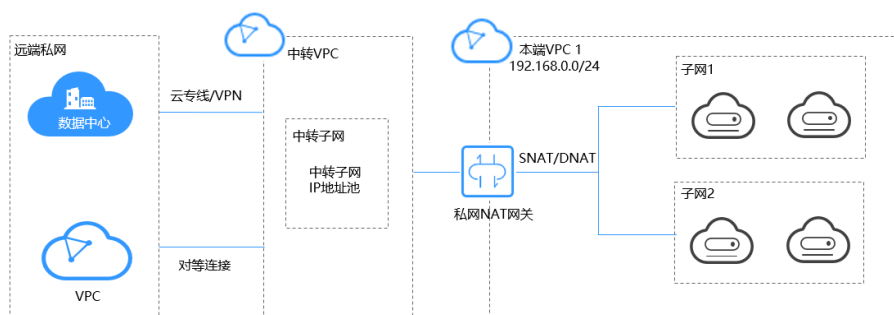 远端私网
数据中心
云专线/VPN
VPC
对等连接
中转VPC
中转子网
中转子网
IP地址池
本端VPC 1
192.168.0.0/24
私网NAT网关
SNAT/DNAT
子网1
子网2